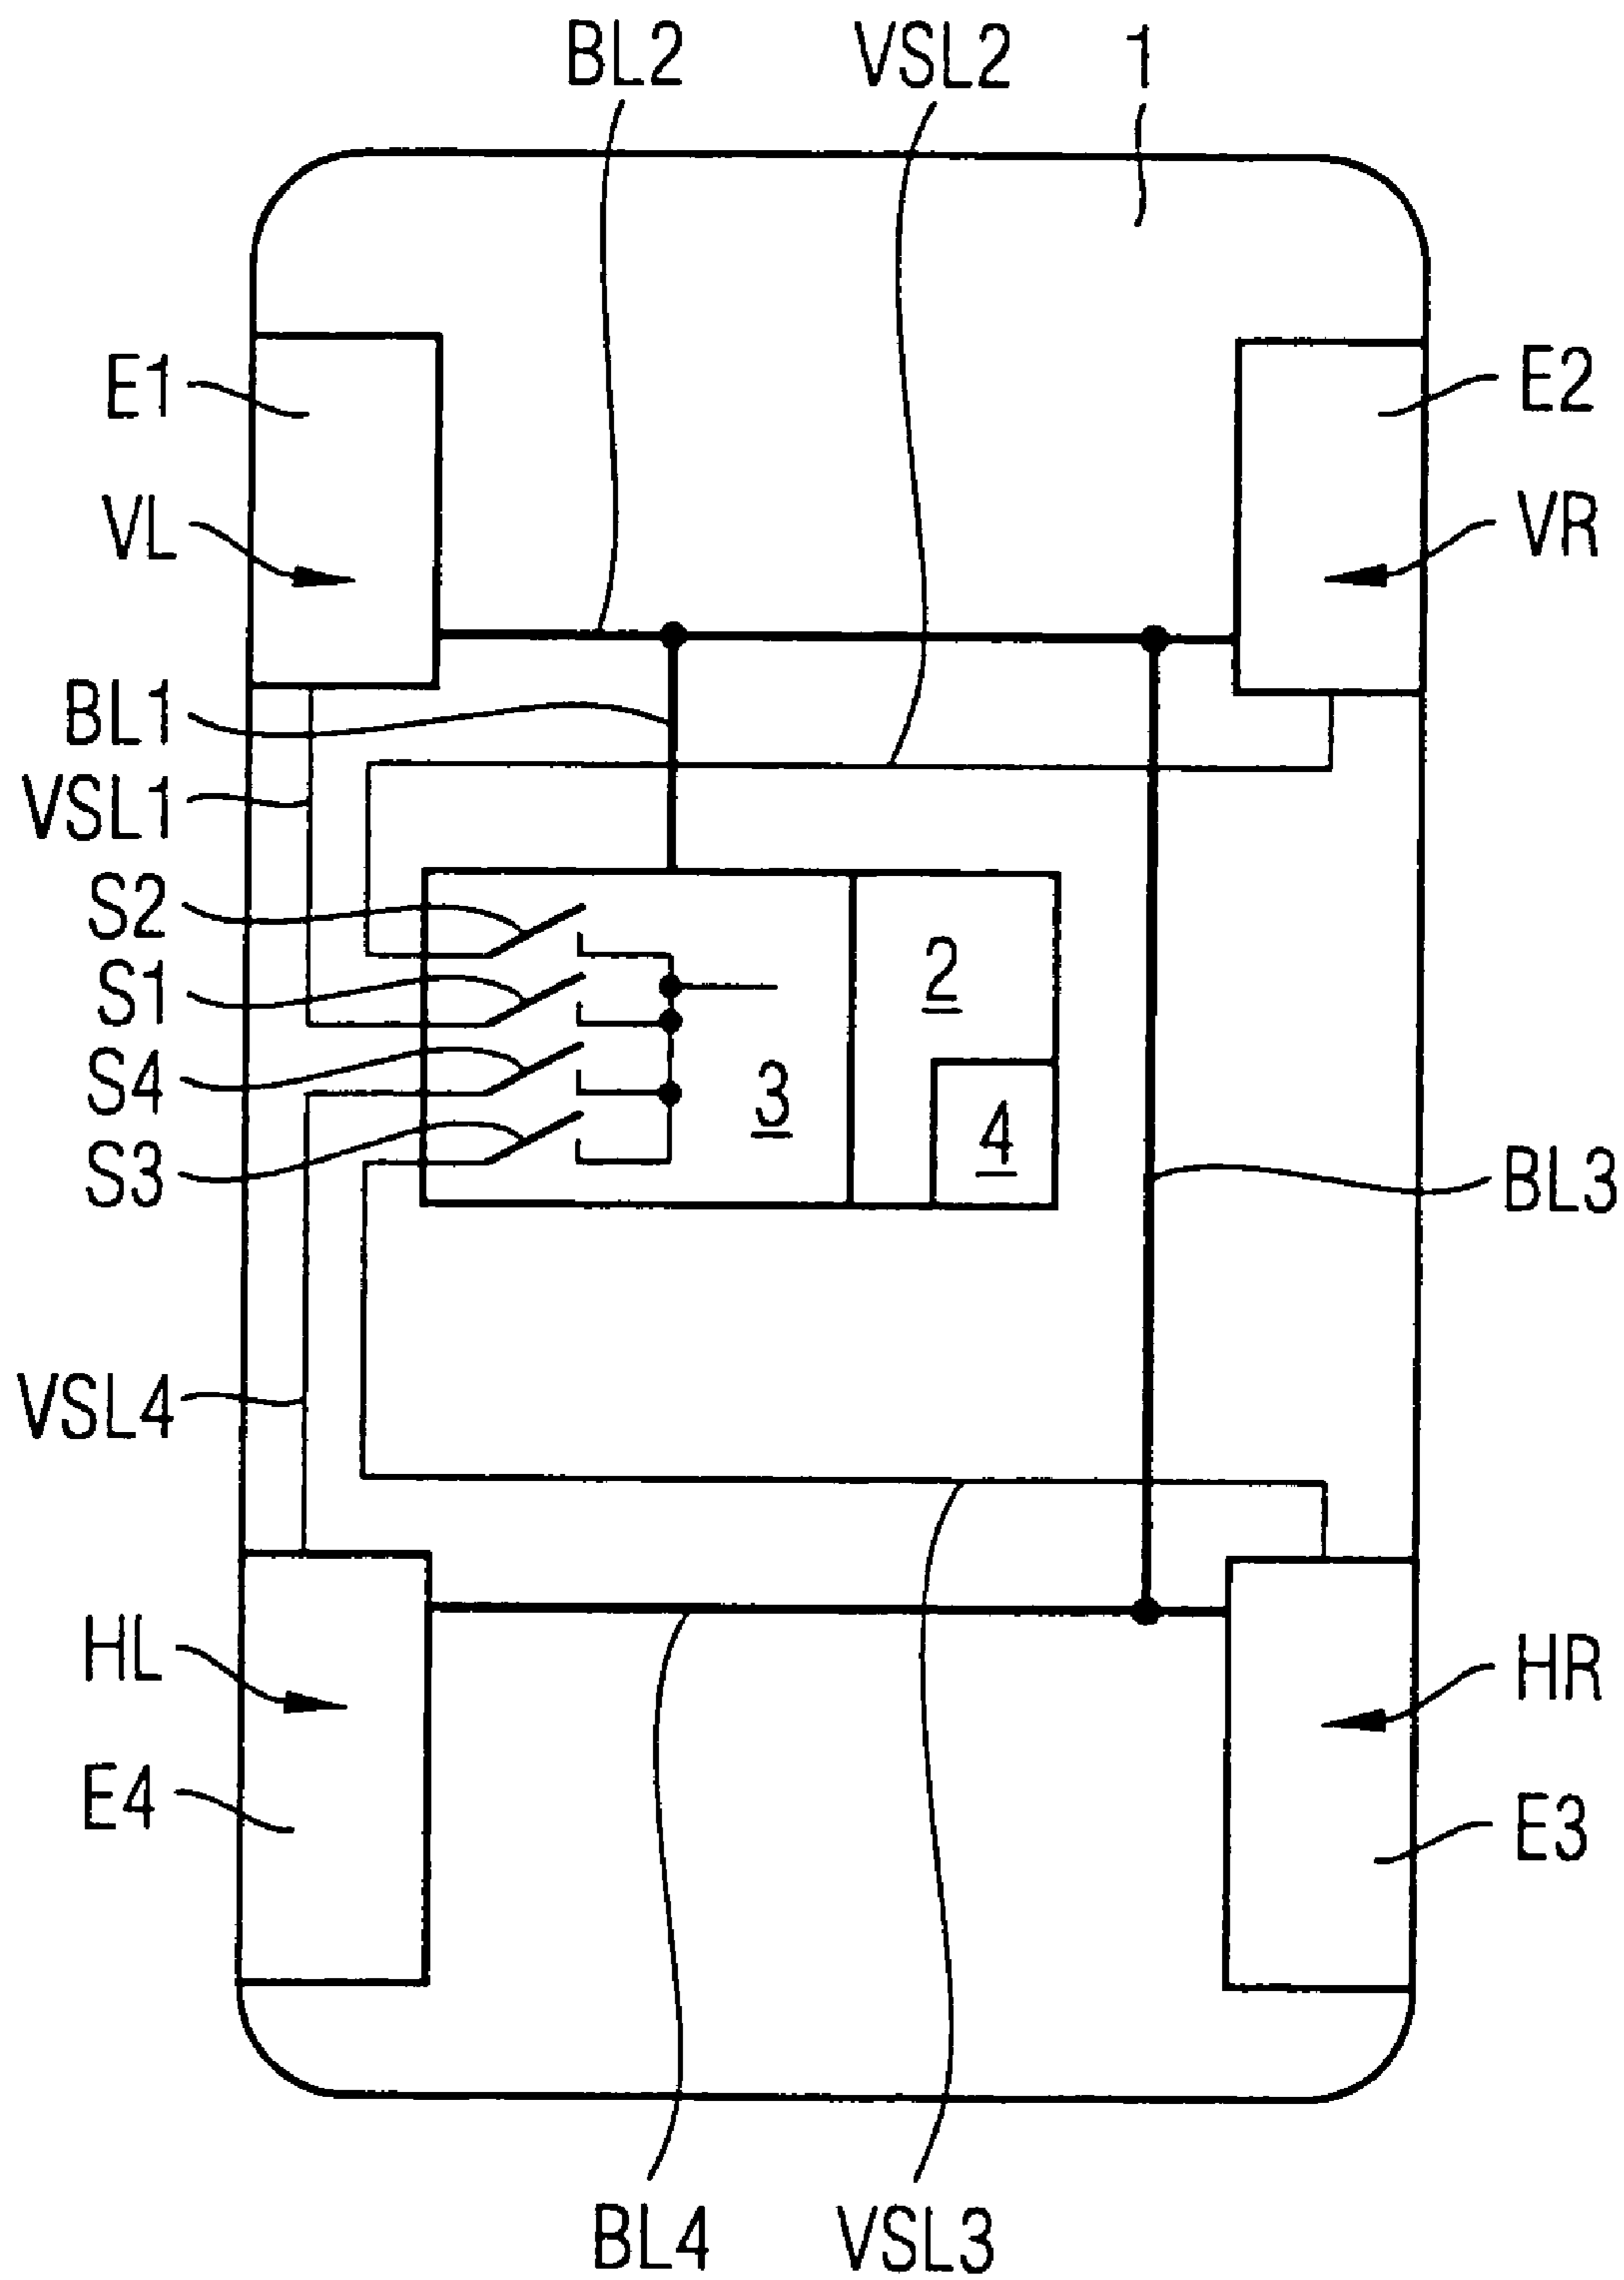 BL2 VSL2 1
E1 E2
VL VR
BL1
VSL1
S2
2
S1
S4 3
4
S3 BL3
VSL4
HL HR
E4 E3
BL4 VSL3